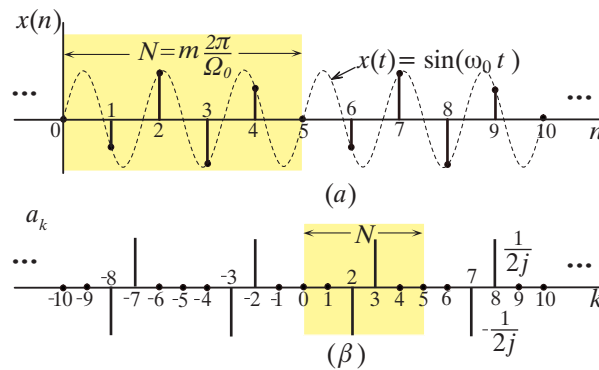 x(n)
N = m 2π/Ω₀
x(t) = sin(ω₀ t)
... ...
0 1 2 3 4 5 6 7 8 9 10 n
(a)
a_k
N
1/2j
... ...
-10 -9 -8 -7 -6 -5 -4 -3 -2 -1 0 1 2 3 4 5 6 7 8 9 10 k
-1/2j
(β)